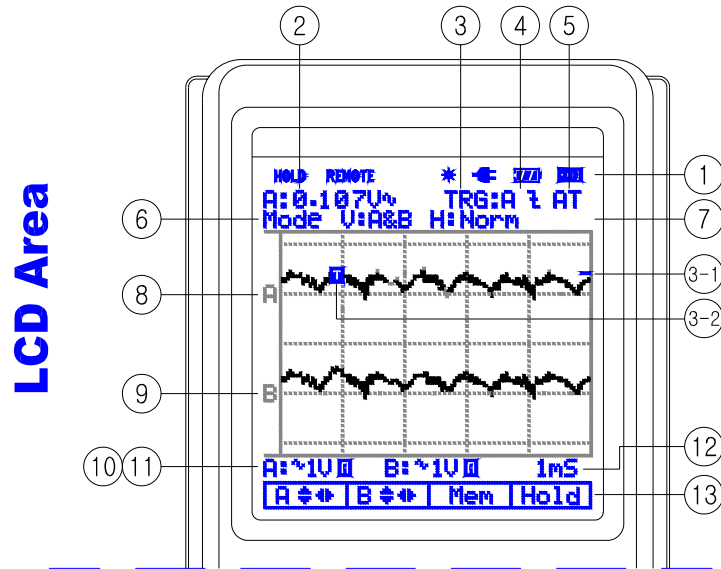 ② ③ ④ ⑤
LCD Area
HOLD REMOTE
①
A:0.107V~ TRG:A AT
⑥ Mode V:A&B H:Norm ⑦
T
3-1
⑧ A
3-2
⑨ B
⑩ ⑪ A:~1V B:~1V 1mS ⑫
A B Mem Hold ⑬